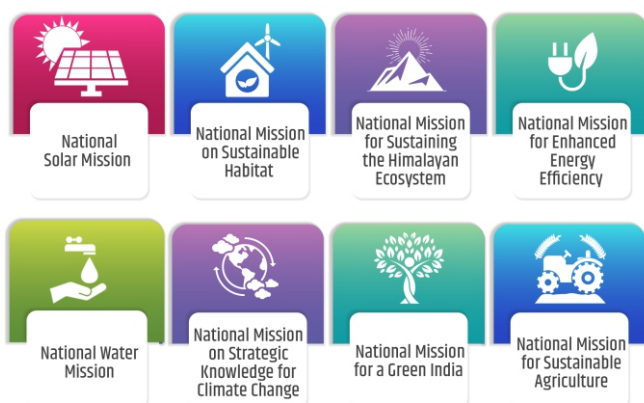 National
Solar Mission
National Mission
on Sustainable
Habitat
National Mission
for Sustaining
the Himalayan
Ecosystem
National Mission
for Enhanced
Energy
Efficiency
National Water
Mission
National Mission
on Strategic
Knowledge for
Climate Change
National Mission
for a Green India
National Mission
for Sustainable
Agriculture